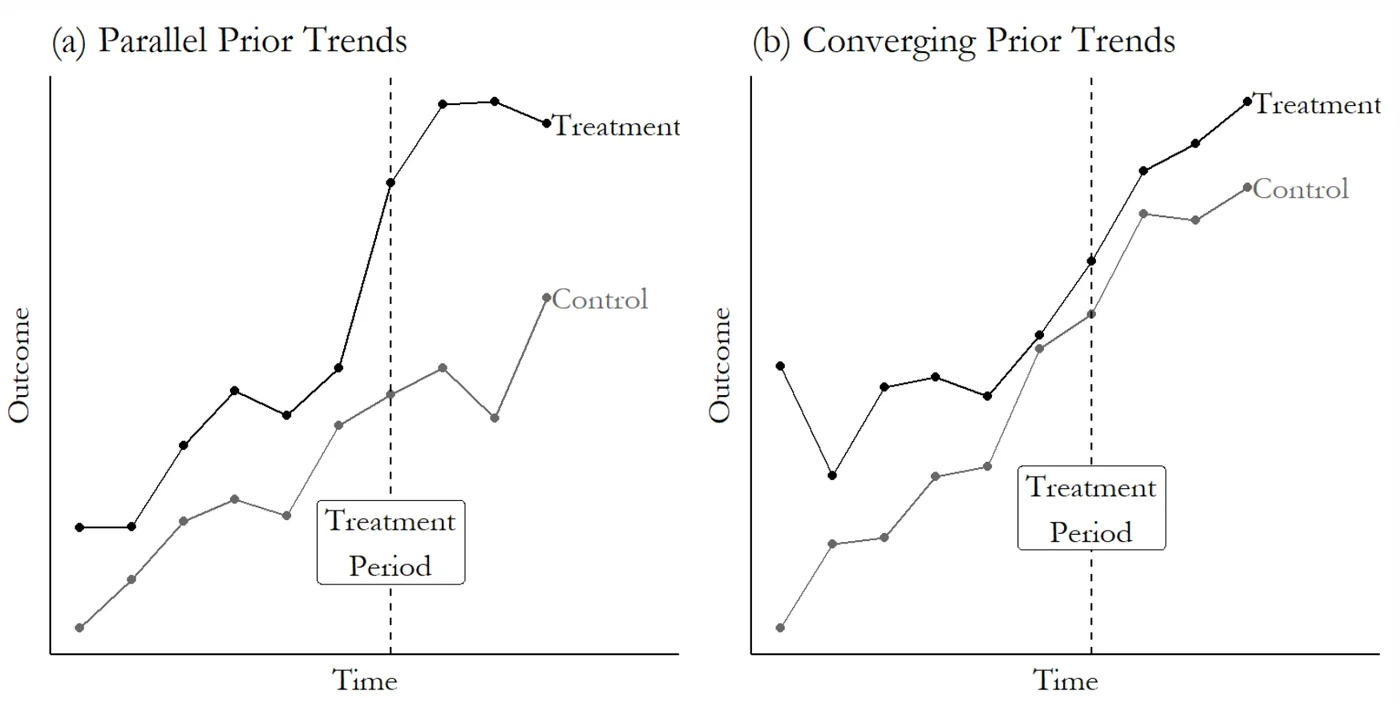 (a) Parallel Prior Trends
Treatment
Control
Outcome
Treatment
Period
Time
(b) Converging Prior Trends
Treatment
Control
Outcome
Treatment
Period
Time